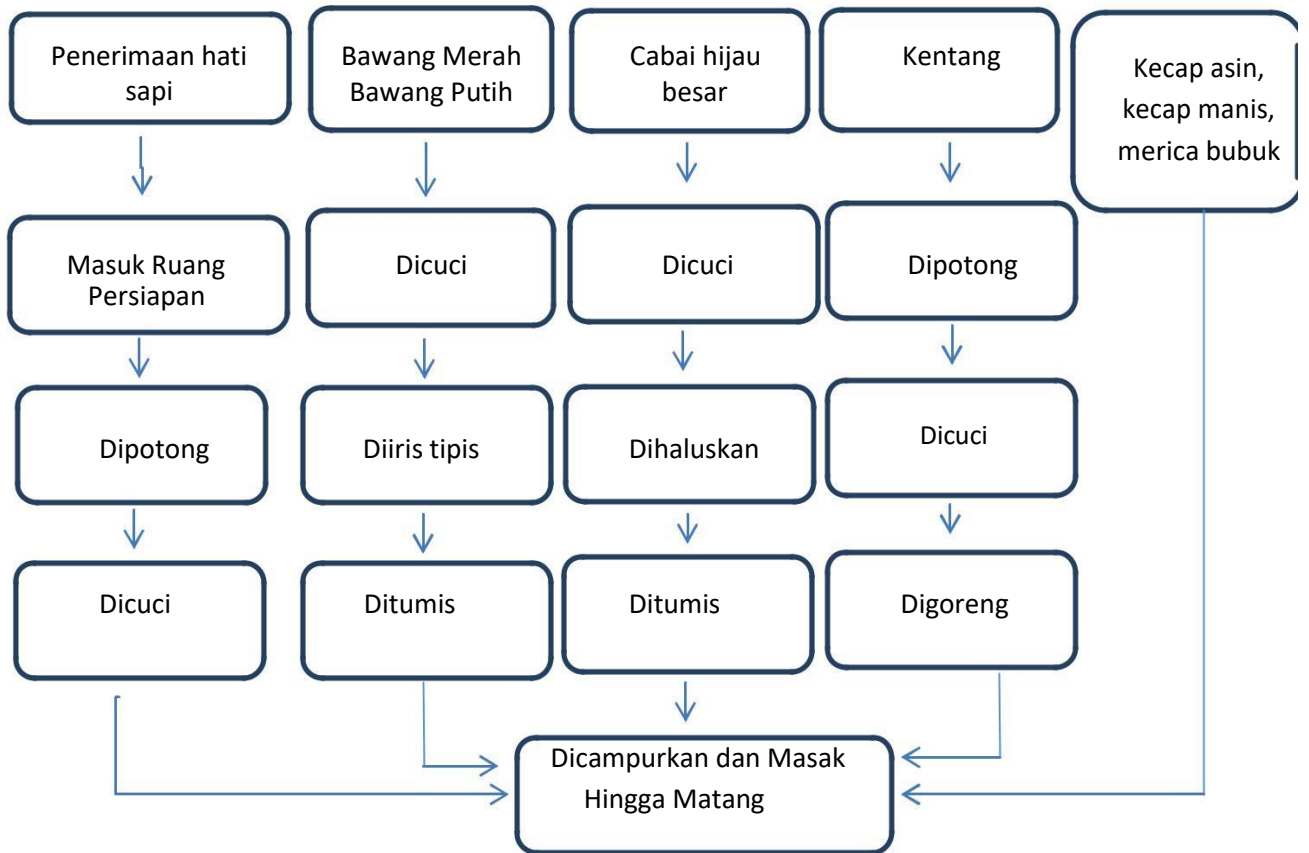 Penerimaan hati
sapi
Bawang Merah
Bawang Putih
Cabai hijau
besar
Kentang
Kecap asin,
kecap manis,
merica bubuk
Masuk Ruang
Persiapan
Dicuci
Dicuci
Dipotong
Dipotong
Diiris tipis
Dihaluskan
Dicuci
Dicuci
Ditumis
Ditumis
Digoreng
Dicampurkan dan Masak
Hingga Matang